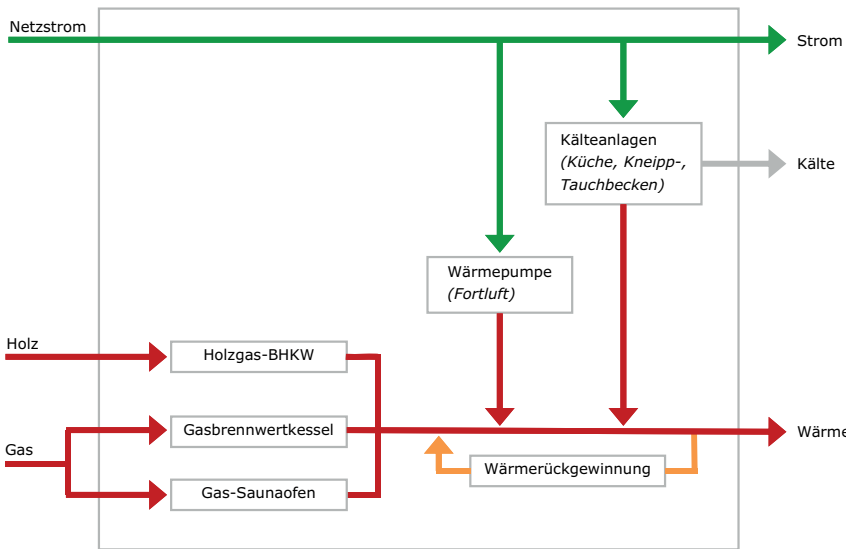 Netzstrom
Strom
Kälteanlagen
(Küche, Kneipp-,
Tauchbecken)
Kälte
Wärmepumpe
(Fortluft)
Holz
Holzgas-BHKW
Gas
Gasbrennwertkessel
Wärme
Wärmerückgewinnung
Gas-Saunaofen